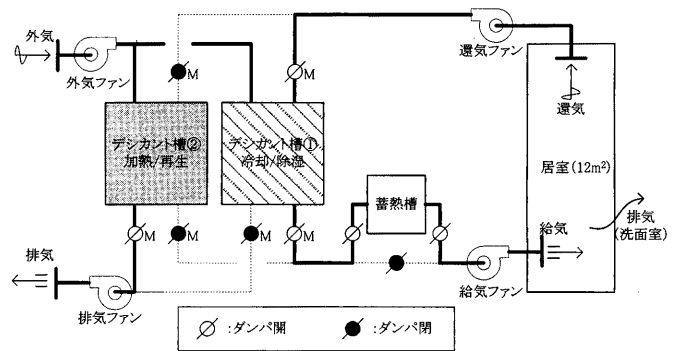 外気
外気ファン
M
M
還気ファン
還気
デシカント槽②
加熱/再生
デシカント槽①
冷却/除湿
居室(12m²)
蓄熱槽
M
M
M
M
排気
(洗面室)
給気
給気ファン
排気
排気ファン
:ダンパ開
:ダンパ閉